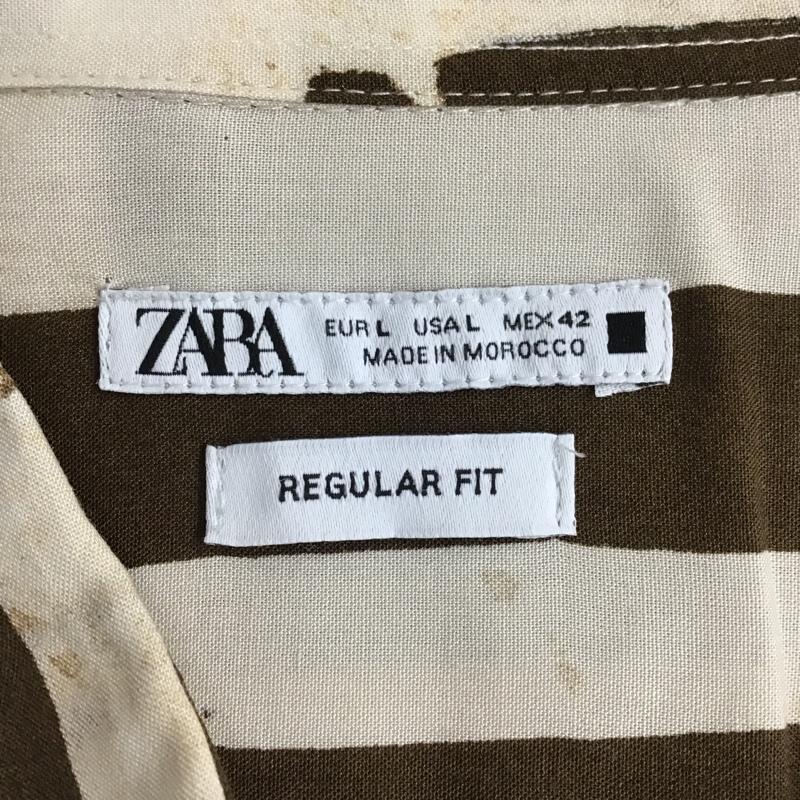 ZARA
EUR L USA L MEX 42
MADE IN MOROCCO
REGULAR FIT